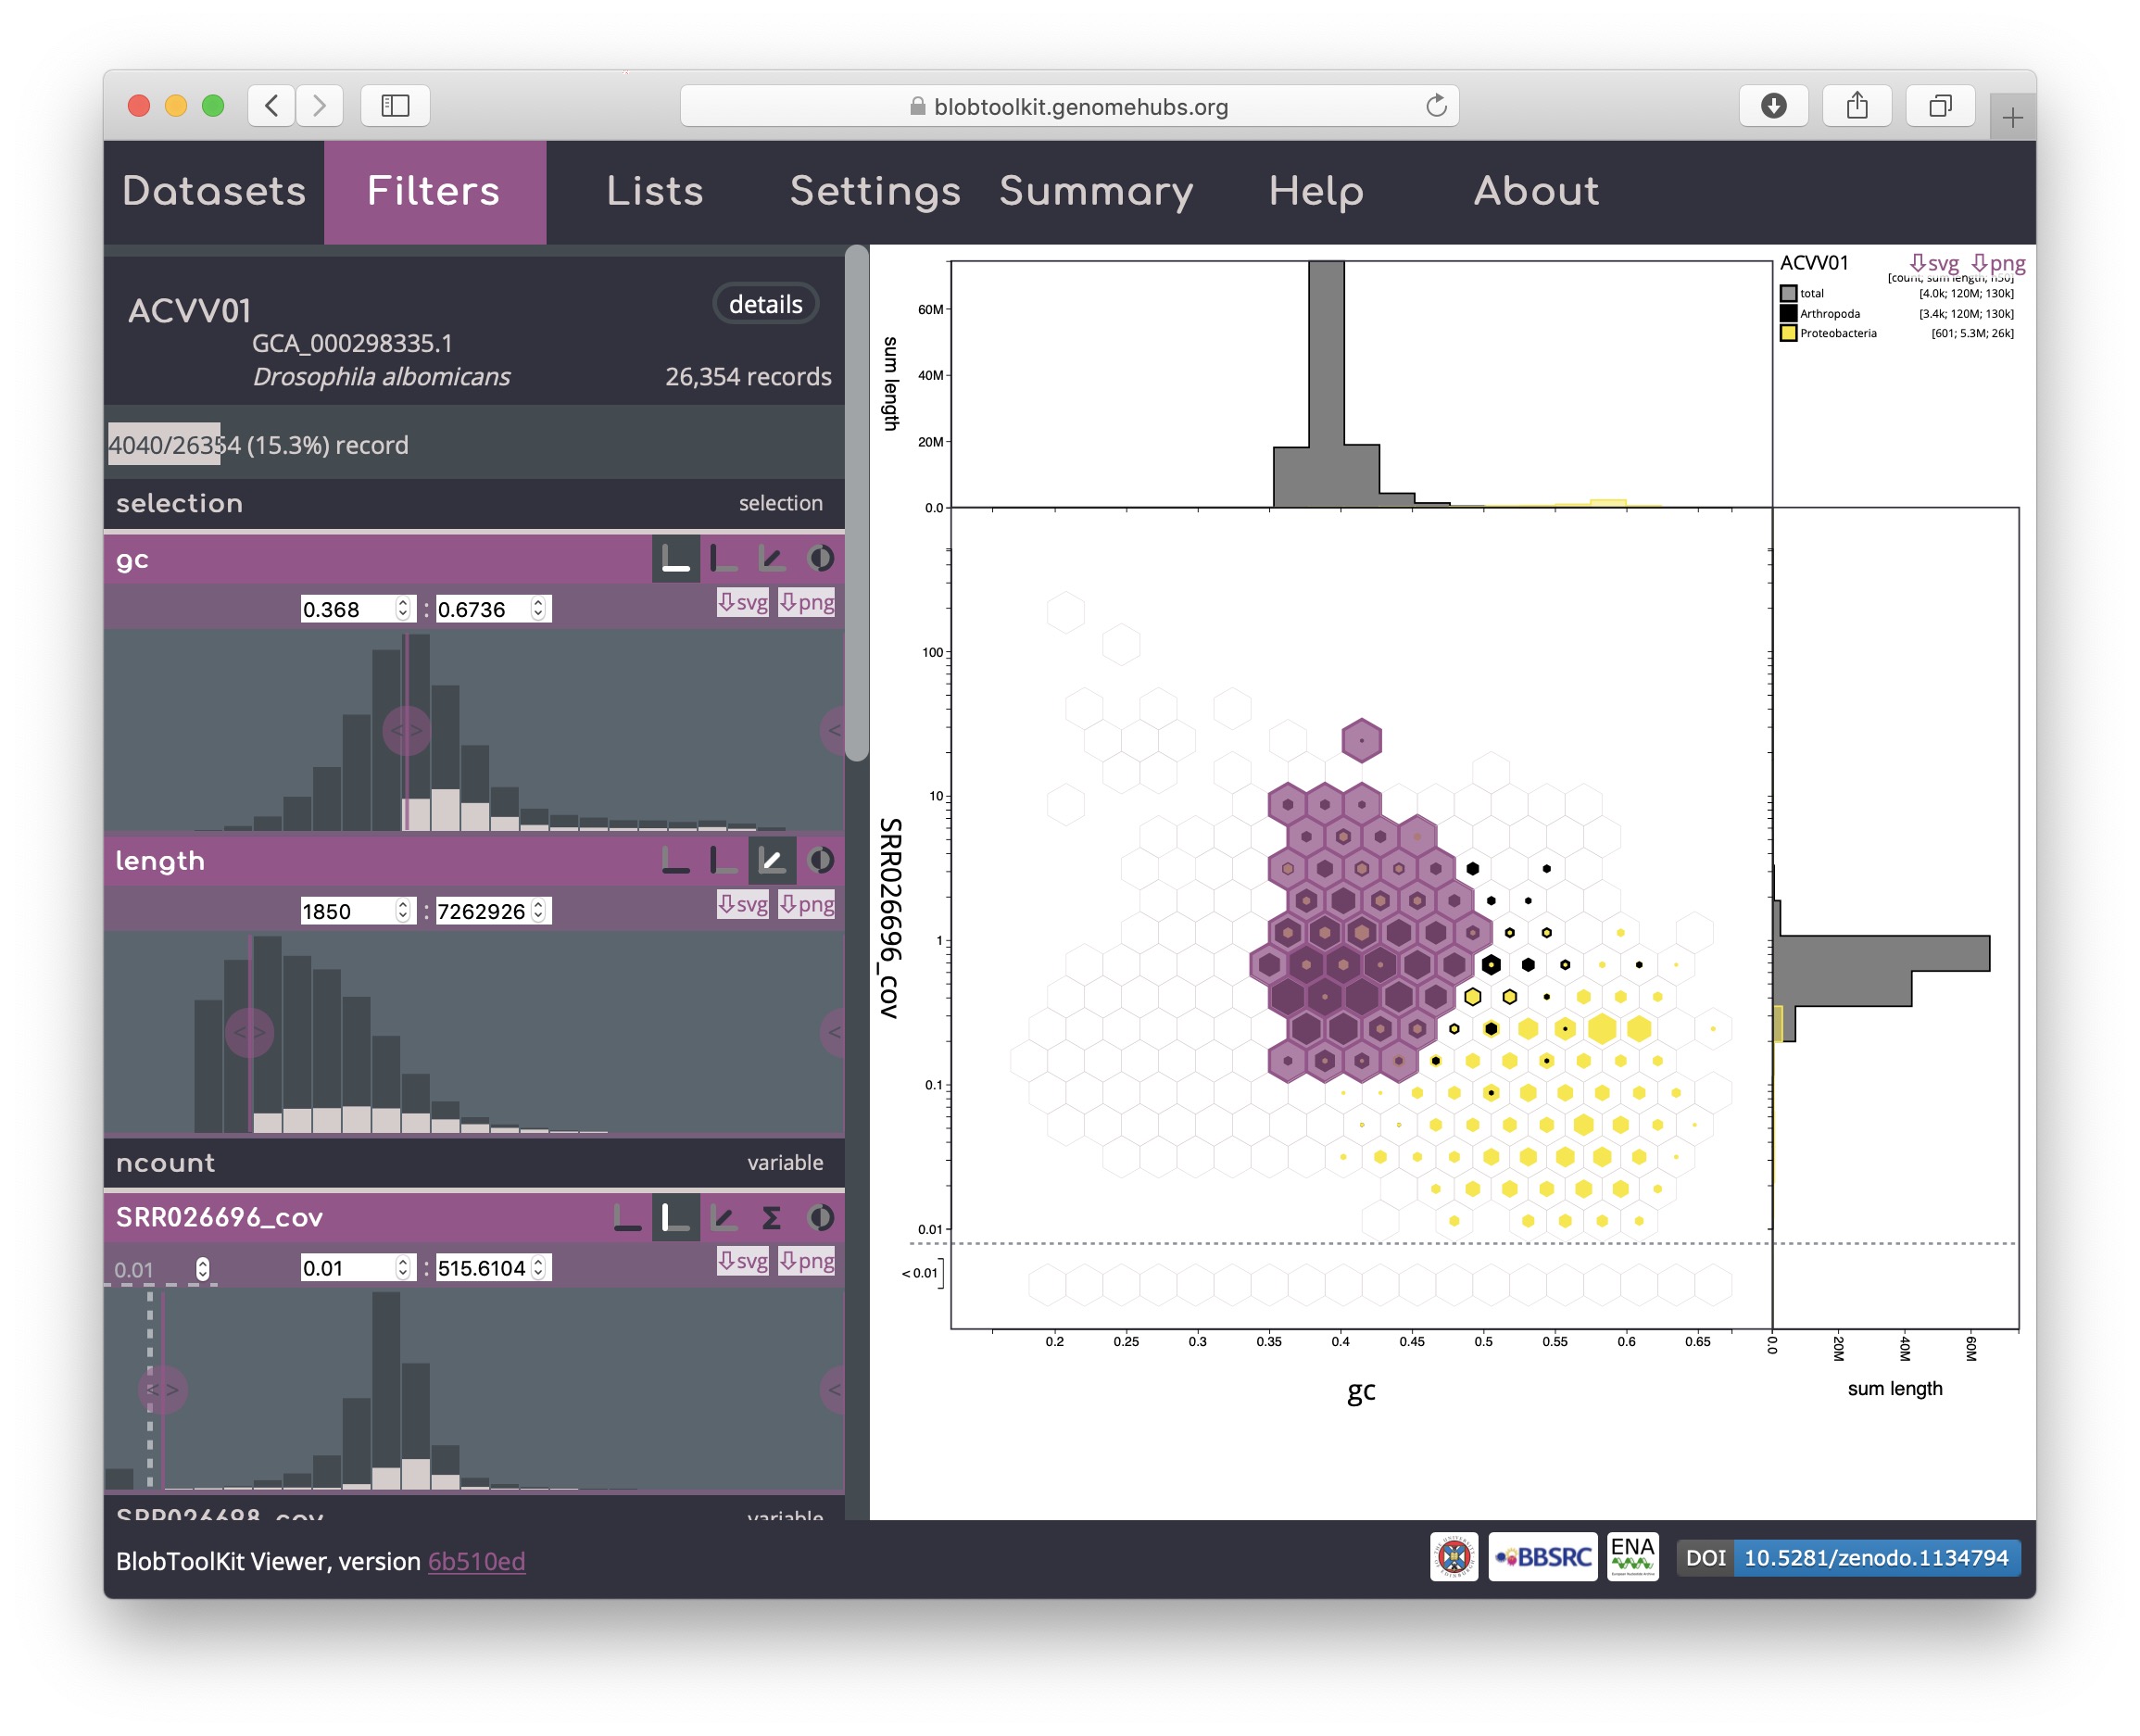 blobtoolkit.genomehubs.org
Datasets Filters Lists Settings Summary Help About
ACVV01 details
GCA_000298335.1
Drosophila albomicans 26,354 records
4040/26354 (15.3%) record
selection selection
gc
0.368 : 0.6736 svg png
length
1850 : 7262926 svg png
ncount variable
SRR026696_cov Σ
0.01 0.01 : 515.6104 svg png
SRR026698_cov variable
ACVV01 svg png
[count; sum length; n50]
total [4.0k; 120M; 130k]
Arthropoda [3.4k; 120M; 130k]
Proteobacteria [601; 5.3M; 26k]
sum length
60M
40M
20M
0.0
SRR026696_cov
100
10
1
0.1
0.01
< 0.01
0.2 0.25 0.3 0.35 0.4 0.45 0.5 0.55 0.6 0.65
gc
0.0 20M 40M 60M
sum length
BlobToolKit Viewer, version 6b510ed
BBSRC
ENA
DOI 10.5281/zenodo.1134794